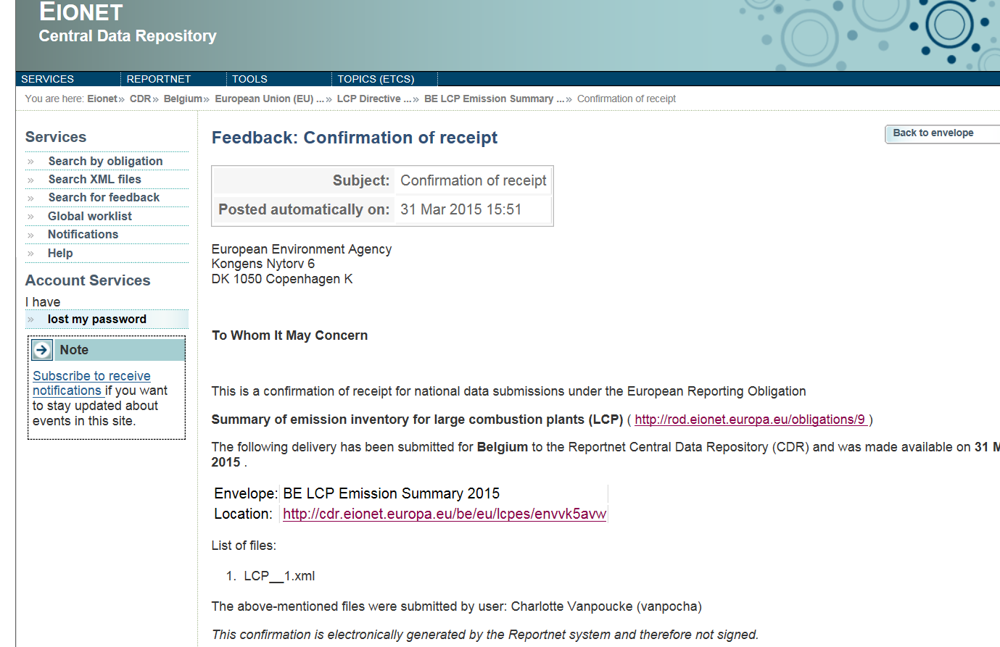 EIONET
Central Data Repository
SERVICES REPORTNET TOOLS TOPICS (ETCS)
You are here: Eionet» CDR» Belgium» European Union (EU) ...» LCP Directive ...» BE LCP Emission Summary ...» Confirmation of receipt
Services
» Search by obligation
» Search XML files
» Search for feedback
» Global worklist
» Notifications
» Help
Account Services
I have
» lost my password
Note
Subscribe to receive
notifications if you want
to stay updated about
events in this site.
Feedback: Confirmation of receipt
Back to envelope
Subject: Confirmation of receipt
Posted automatically on: 31 Mar 2015 15:51
European Environment Agency
Kongens Nytorv 6
DK 1050 Copenhagen K
To Whom It May Concern
This is a confirmation of receipt for national data submissions under the European Reporting Obligation
Summary of emission inventory for large combustion plants (LCP) ( http://rod.eionet.europa.eu/obligations/9 )
The following delivery has been submitted for Belgium to the Reportnet Central Data Repository (CDR) and was made available on 31 M
2015 .
Envelope: BE LCP Emission Summary 2015
Location: http://cdr.eionet.europa.eu/be/eu/lcpes/envvk5avw
List of files:
1. LCP__1.xml
The above-mentioned files were submitted by user: Charlotte Vanpoucke (vanpocha)
This confirmation is electronically generated by the Reportnet system and therefore not signed.